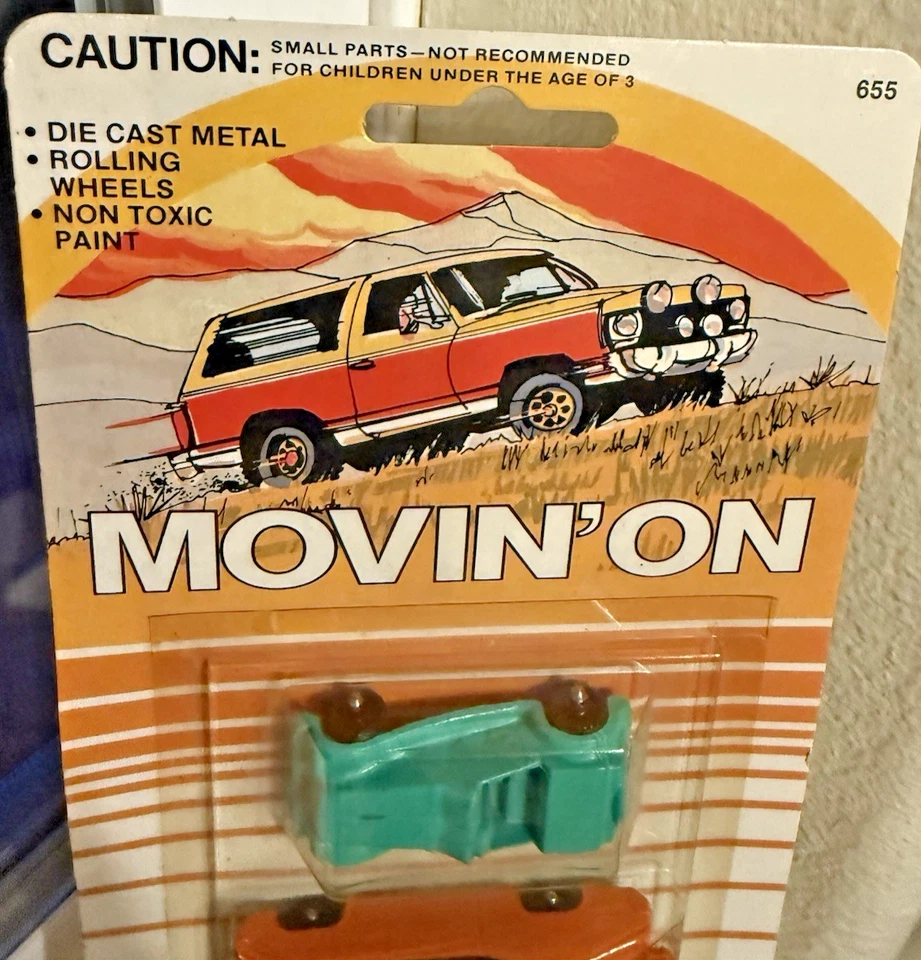 CAUTION: SMALL PARTS—NOT RECOMMENDED
FOR CHILDREN UNDER THE AGE OF 3
655
• DIE CAST METAL
• ROLLING
WHEELS
• NON TOXIC
PAINT
MOVIN' ON